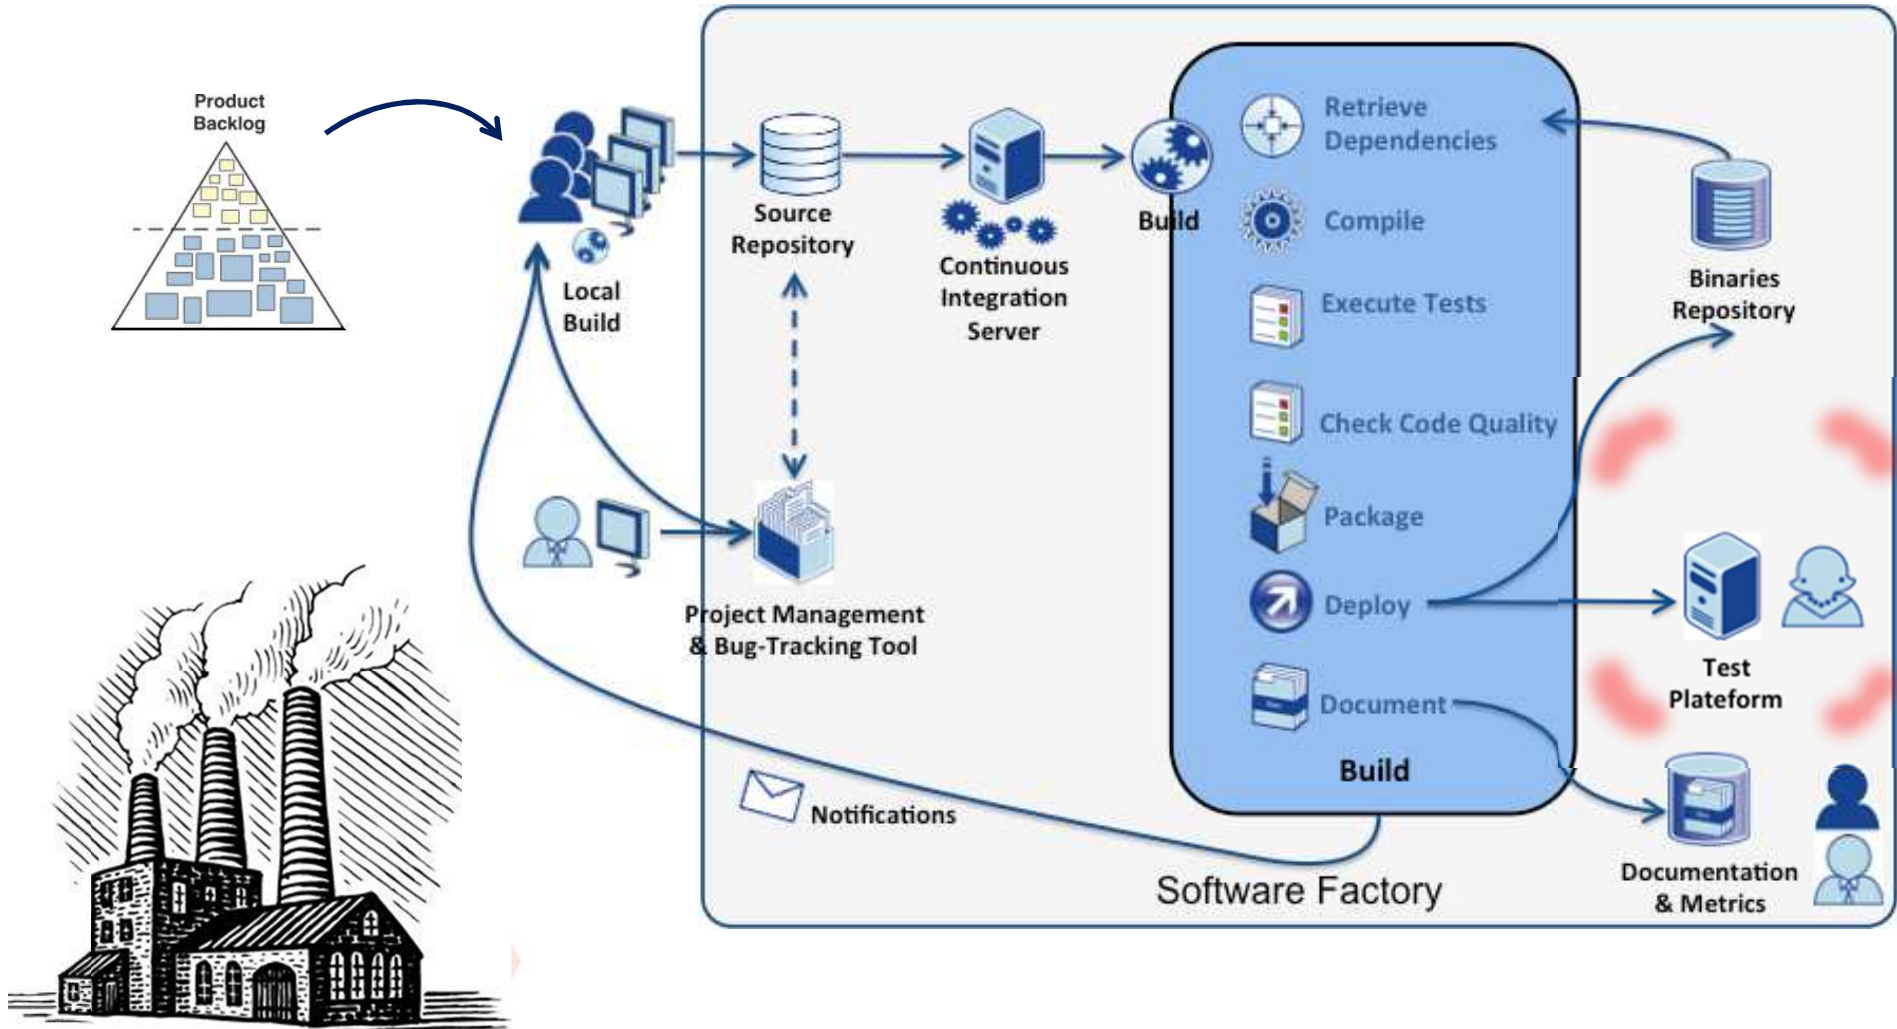 Product
Backlog
Local
Build
Source
Repository
Continuous
Integration
Server
Build
Retrieve
Dependencies
Compile
Execute Tests
Check Code Quality
Package
Deploy
Document
Build
Binaries
Repository
Project Management
& Bug-Tracking Tool
Test
Plateform
Notifications
Documentation
& Metrics
Software Factory